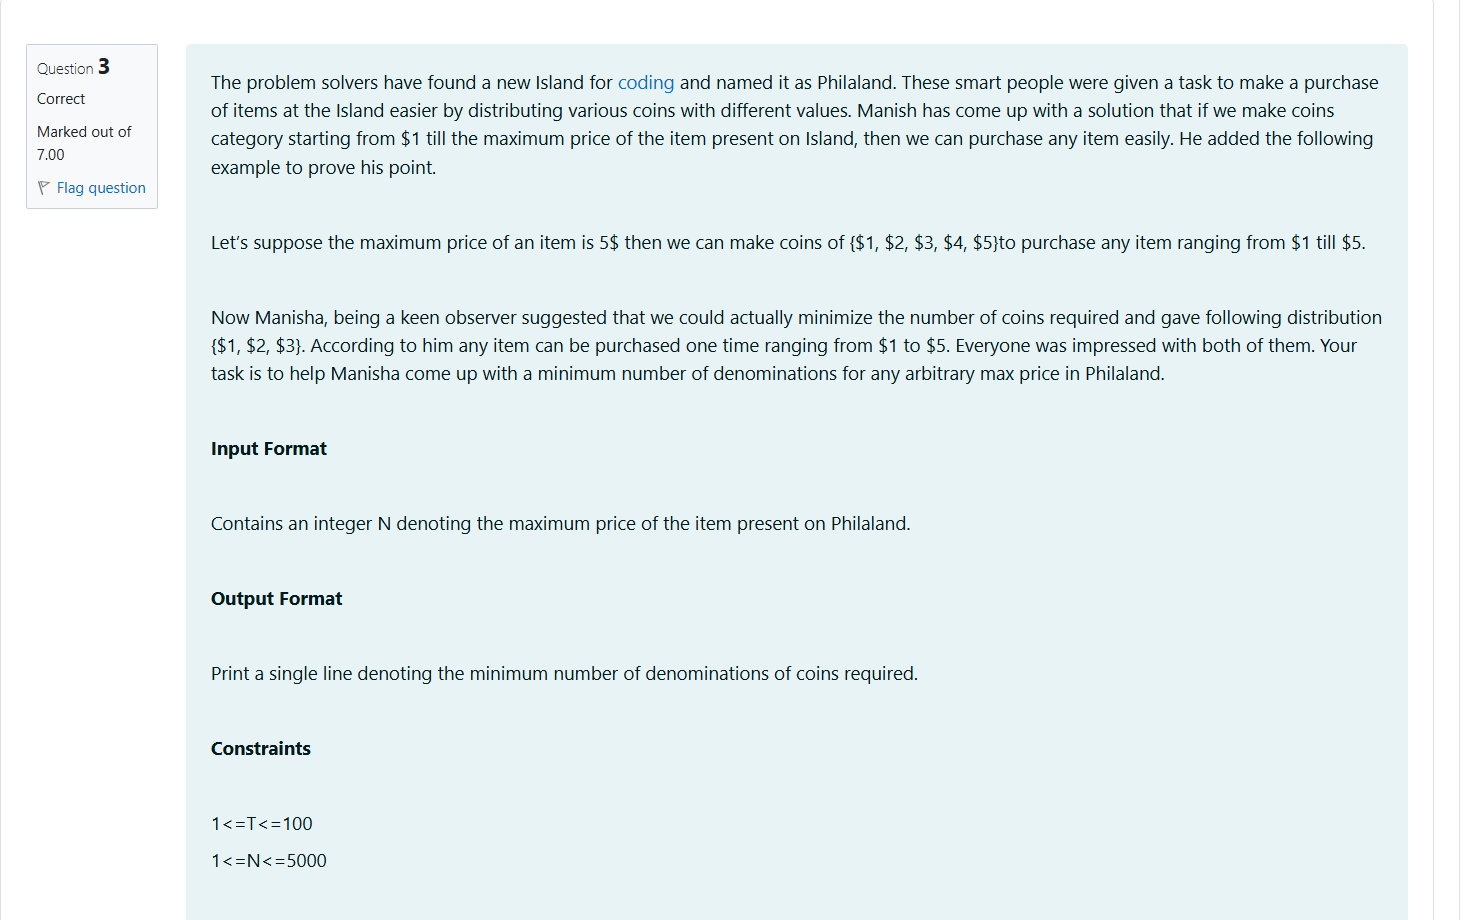 Question 3
Correct
Marked out of
7.00
Flag question
The problem solvers have found a new Island for coding and named it as Philaland. These smart people were given a task to make a purchase
of items at the Island easier by distributing various coins with different values. Manish has come up with a solution that if we make coins
category starting from $1 till the maximum price of the item present on Island, then we can purchase any item easily. He added the following
example to prove his point.
Let's suppose the maximum price of an item is 5$ then we can make coins of {$1, $2, $3, $4, $5}to purchase any item ranging from $1 till $5.
Now Manisha, being a keen observer suggested that we could actually minimize the number of coins required and gave following distribution
{$1, $2, $3}. According to him any item can be purchased one time ranging from $1 to $5. Everyone was impressed with both of them. Your
task is to help Manisha come up with a minimum number of denominations for any arbitrary max price in Philaland.
Input Format
Contains an integer N denoting the maximum price of the item present on Philaland.
Output Format
Print a single line denoting the minimum number of denominations of coins required.
Constraints
1<=T<=100
1<=N<=5000